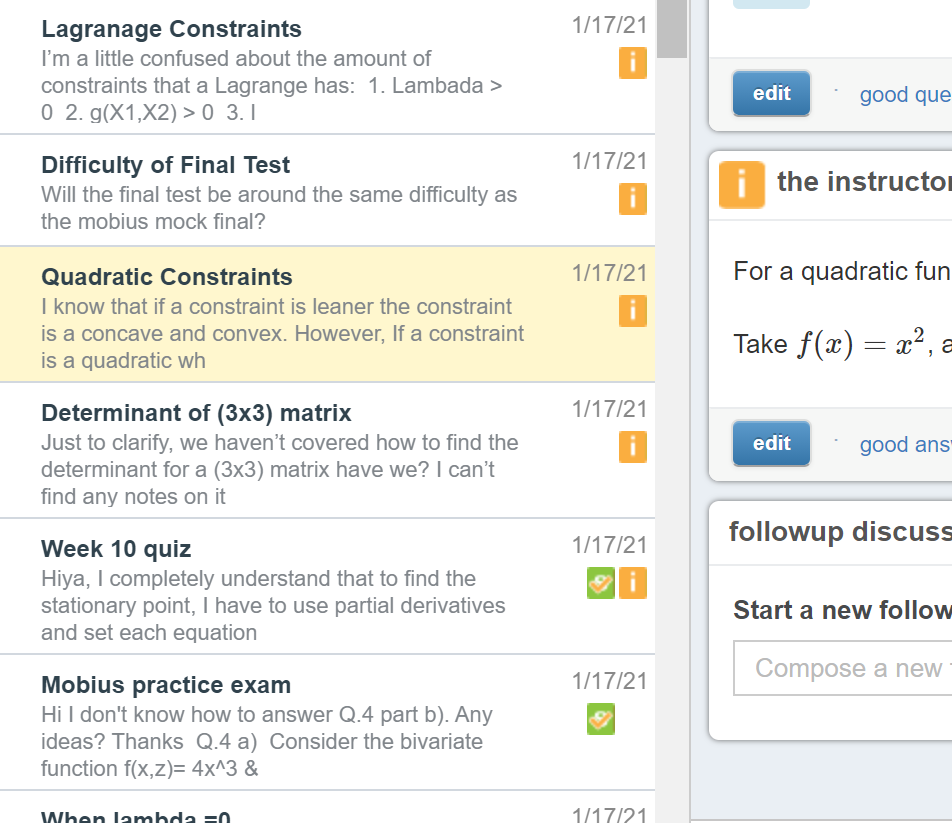 Lagranage Constraints 1/17/21
I’m a little confused about the amount of
constraints that a Lagrange has:  1. Lambada >
0  2. g(X1,X2) > 0  3. I
Difficulty of Final Test 1/17/21
Will the final test be around the same difficulty as
the mobius mock final?
Quadratic Constraints 1/17/21
I know that if a constraint is leaner the constraint
is a concave and convex. However, If a constraint
is a quadratic wh
Determinant of (3x3) matrix 1/17/21
Just to clarify, we haven’t covered how to find the
determinant for a (3x3) matrix have we? I can’t
find any notes on it
Week 10 quiz 1/17/21
Hiya, I completely understand that to find the
stationary point, I have to use partial derivatives
and set each equation
Mobius practice exam 1/17/21
Hi I don't know how to answer Q.4 part b). Any
ideas? Thanks  Q.4 a)  Consider the bivariate
function f(x,z)= 4x^3 &
When lambda =0 1/17/21
edit · good que
i the instructor
For a quadratic fun
Take f(x) = x², a
edit · good ans
followup discuss
Start a new follow
Compose a new